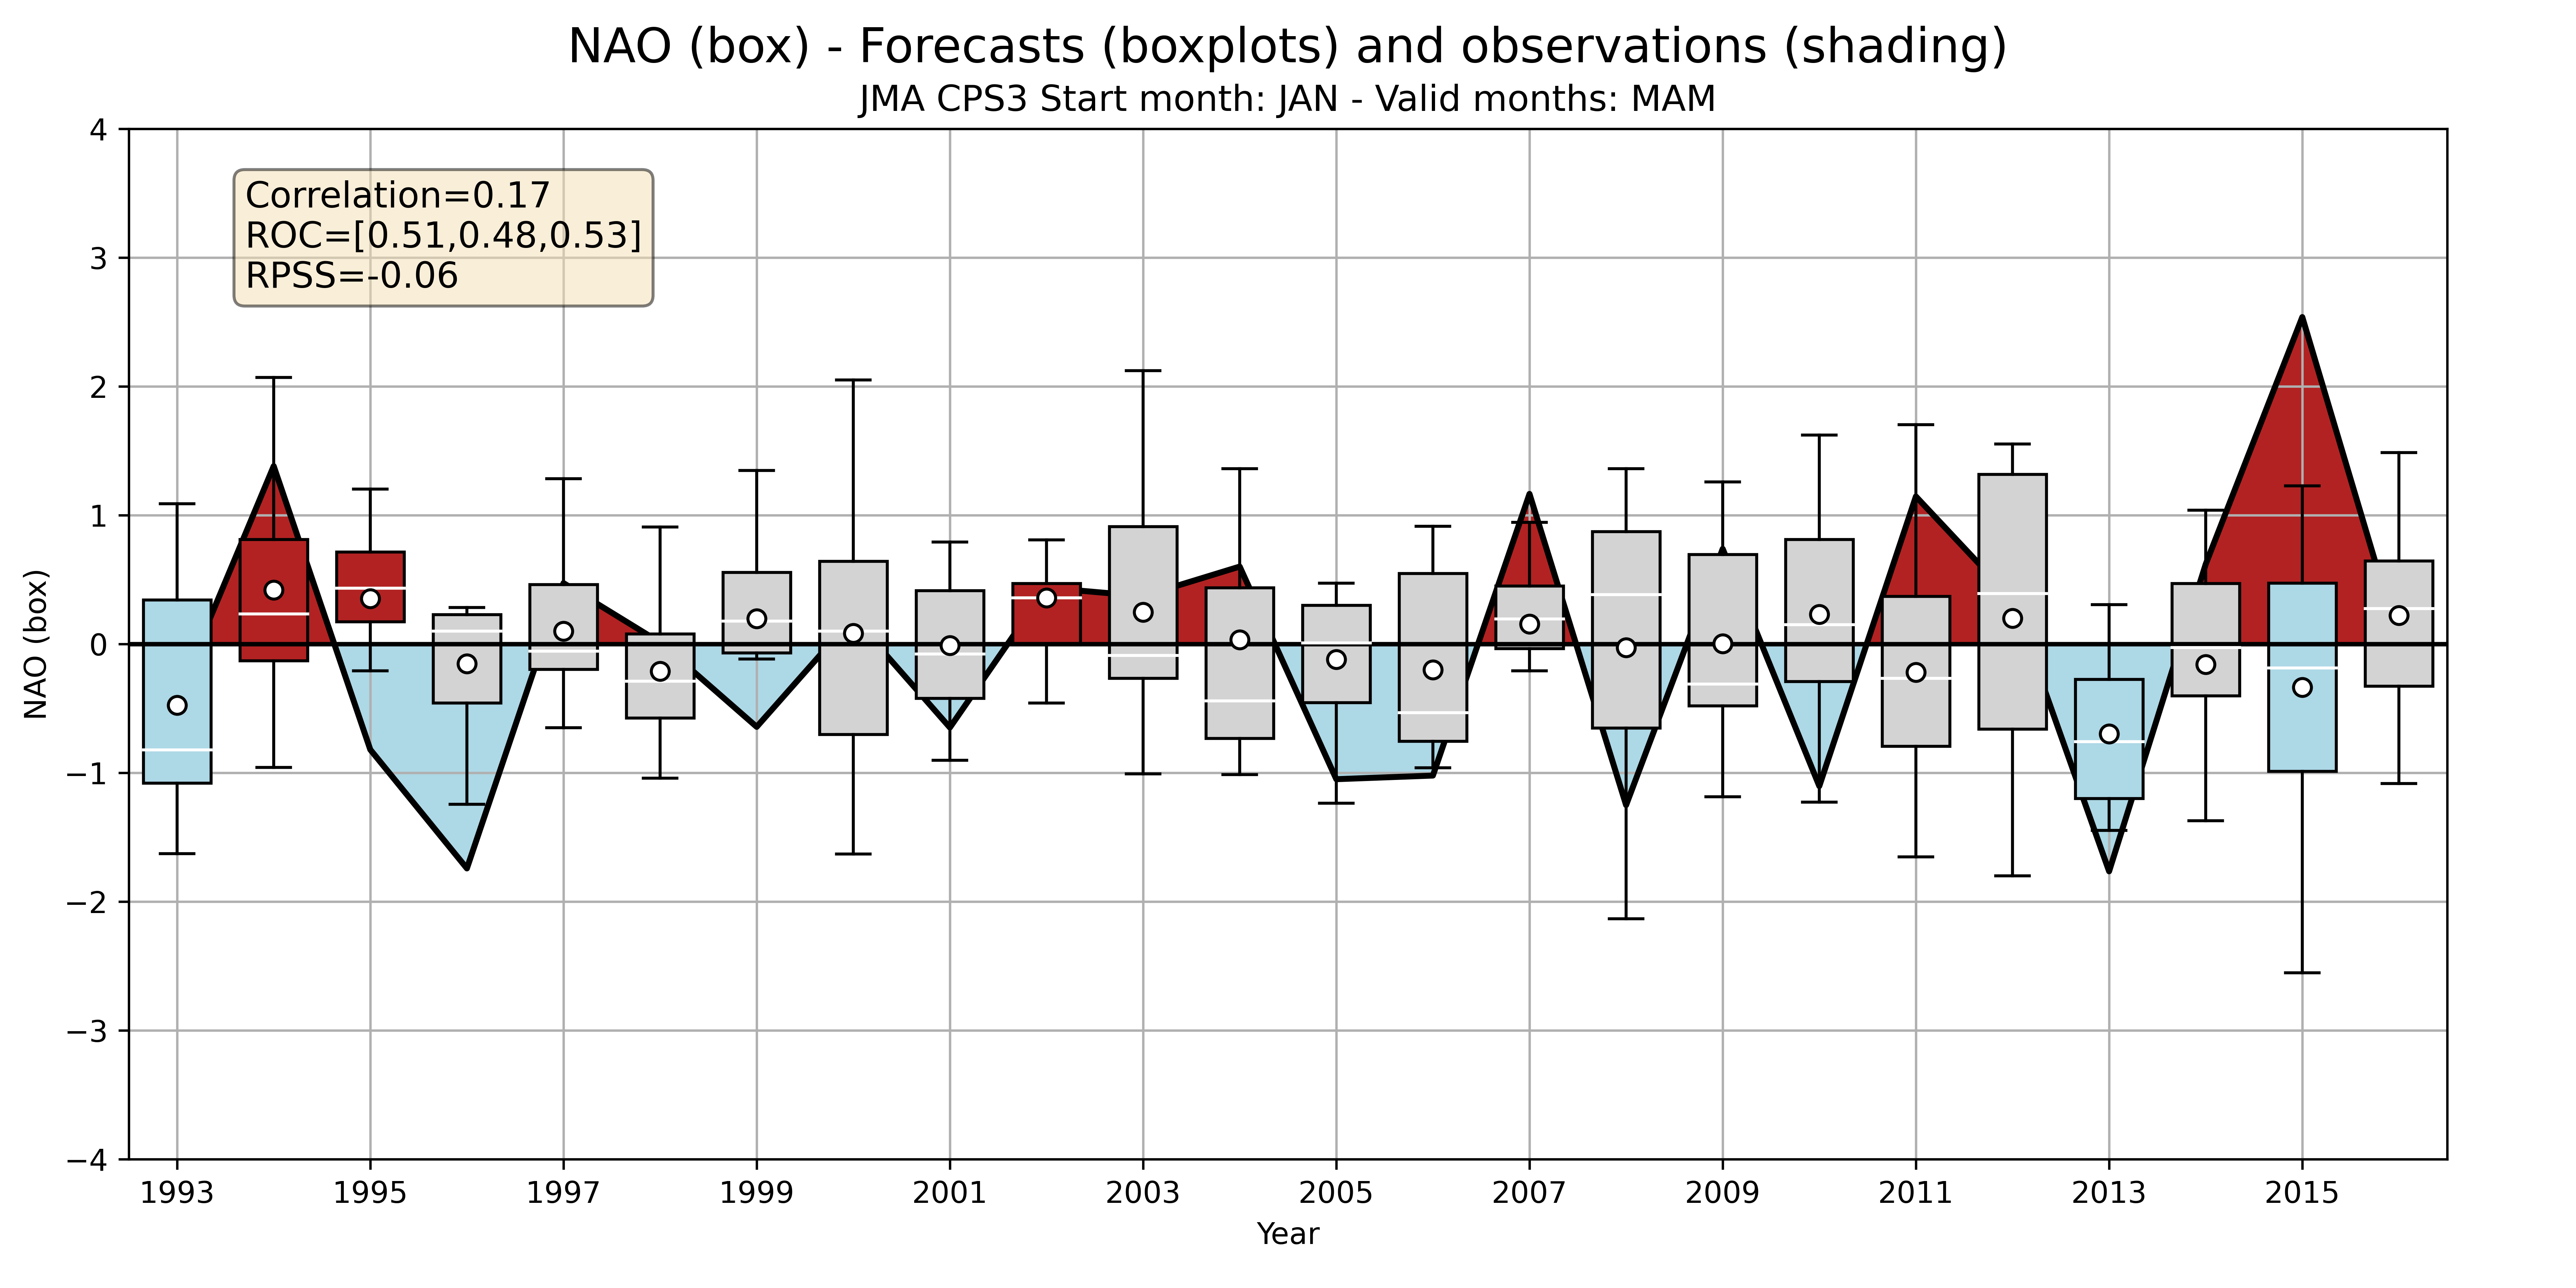 NAO (box) - Forecasts (boxplots) and observations (shading)
JMA CPS3 Start month: JAN - Valid months: MAM
Correlation=0.17
ROC=[0.51,0.48,0.53]
RPSS=-0.06
NAO (box)
4
3
2
1
0
−1
−2
−3
−4
1993 1995 1997 1999 2001 2003 2005 2007 2009 2011 2013 2015
Year